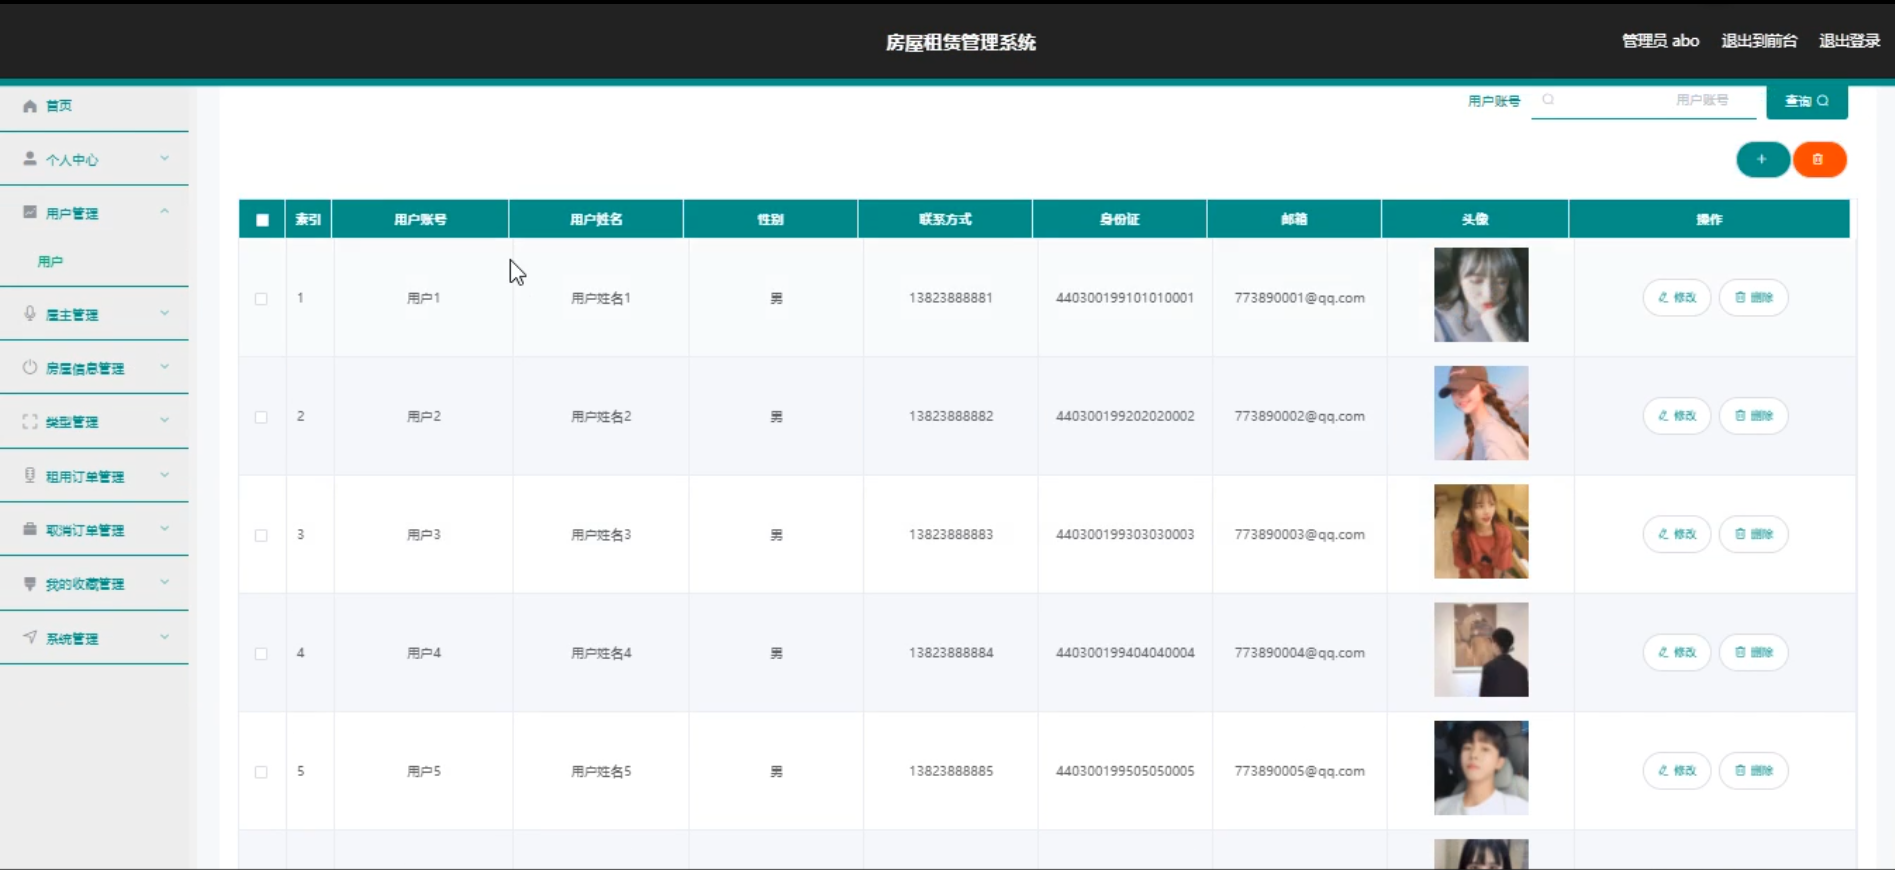 房屋租赁管理系统
管理员 abo 退出到前台 退出登录
首页
个人中心
用户管理
用户
屋主管理
房屋信息管理
类型管理
租用订单管理
取消订单管理
我的收藏管理
系统管理
用户账号 用户账号 查询
+
索引 用户账号 用户姓名 性别 联系方式 身份证 邮箱 头像 操作
1 用户1 用户姓名1 男 13823888881 440300199101010001 773890001@qq.com 修改 删除
2 用户2 用户姓名2 男 13823888882 440300199202020002 773890002@qq.com 修改 删除
3 用户3 用户姓名3 男 13823888883 440300199303030003 773890003@qq.com 修改 删除
4 用户4 用户姓名4 男 13823888884 440300199404040004 773890004@qq.com 修改 删除
5 用户5 用户姓名5 男 13823888885 440300199505050005 773890005@qq.com 修改 删除